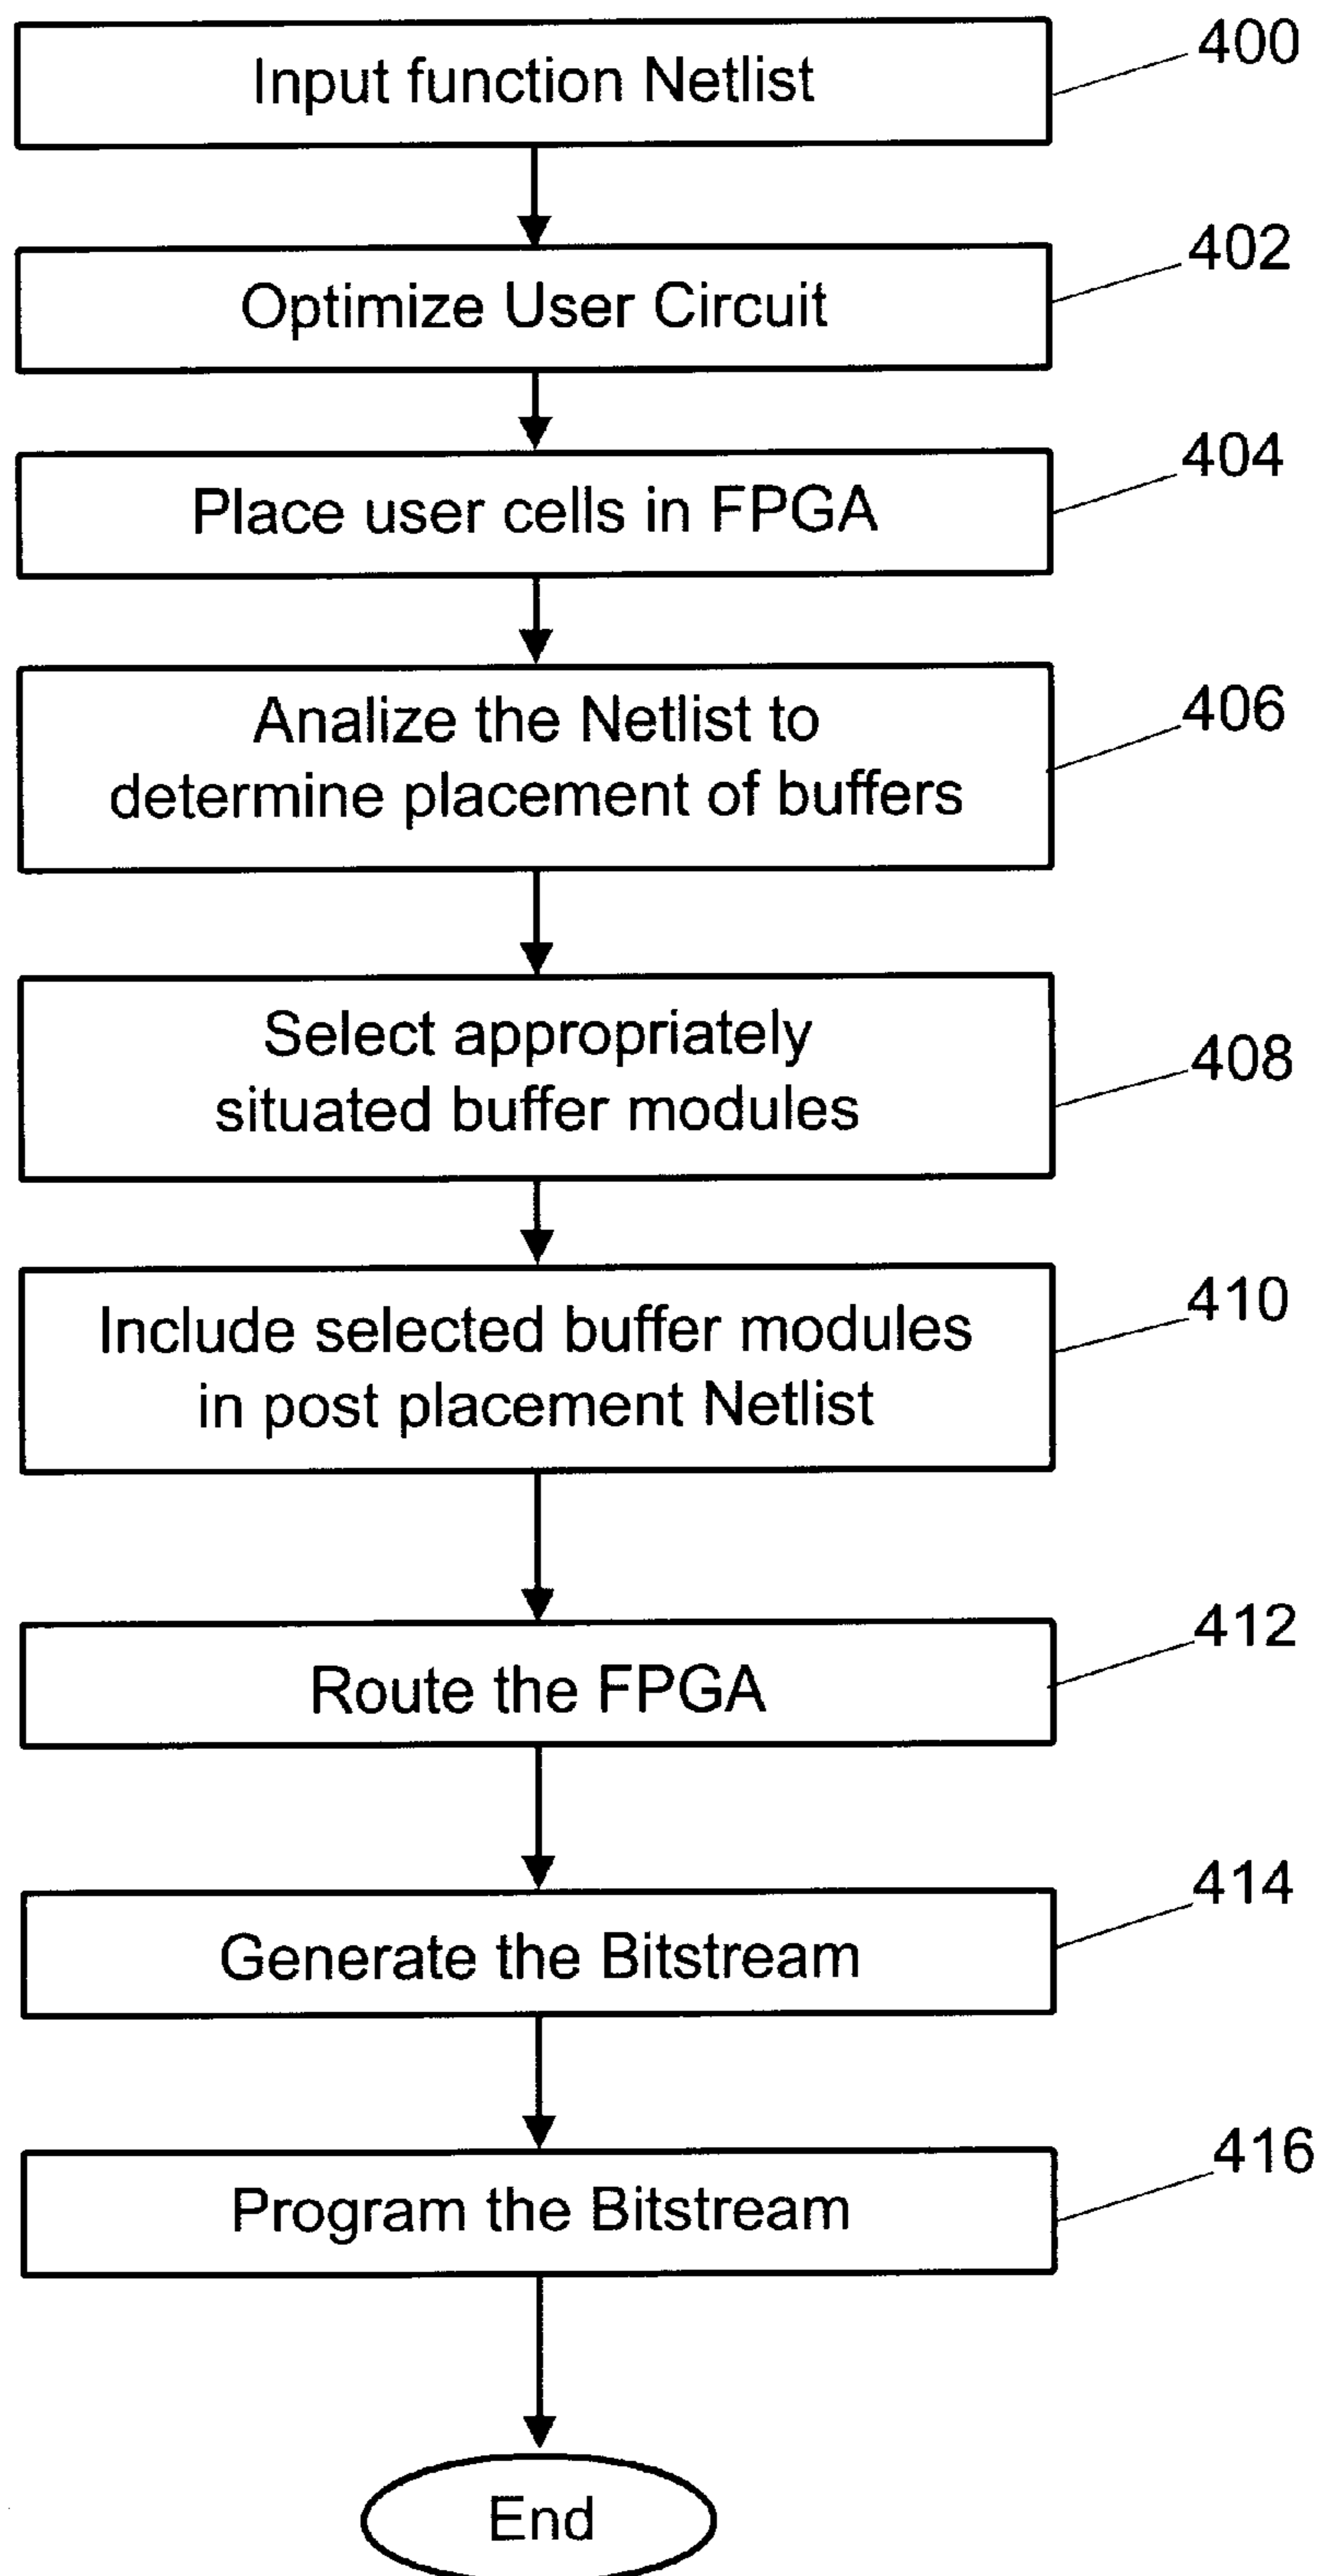 Input function Netlist
400
Optimize User Circuit
402
Place user cells in FPGA
404
Analize the Netlist to
determine placement of buffers
406
Select appropriately
situated buffer modules
408
Include selected buffer modules
in post placement Netlist
410
Route the FPGA
412
Generate the Bitstream
414
Program the Bitstream
416
End